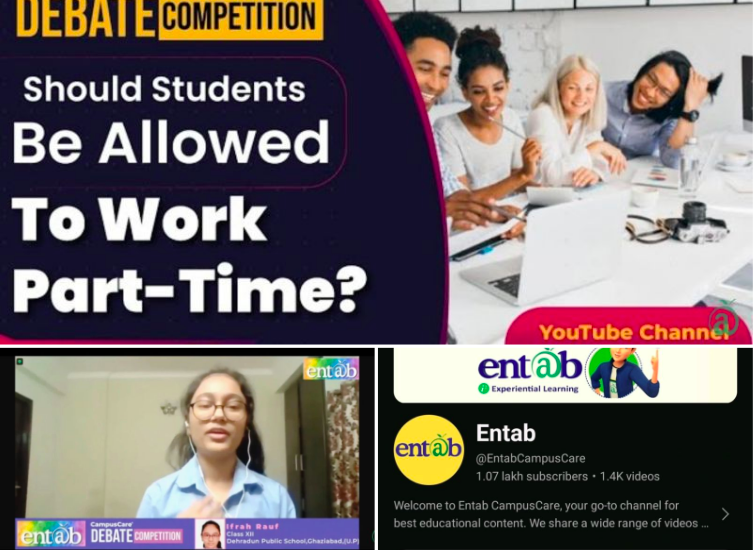 DEBATE COMPETITION
Should Students
Be Allowed
To Work
Part-Time?
YouTube Channel
entab
CampusCare
DEBATE COMPETITION
entab
Ifrah Rauf
Class XII
Dehradun Public School,Ghaziabad,(U.P)
entab
Experiential Learning
entab
Entab
@EntabCampusCare
1.07 lakh subscribers • 1.4K videos
Welcome to Entab CampusCare, your go-to channel for
best educational content. We share a wide range of videos ...